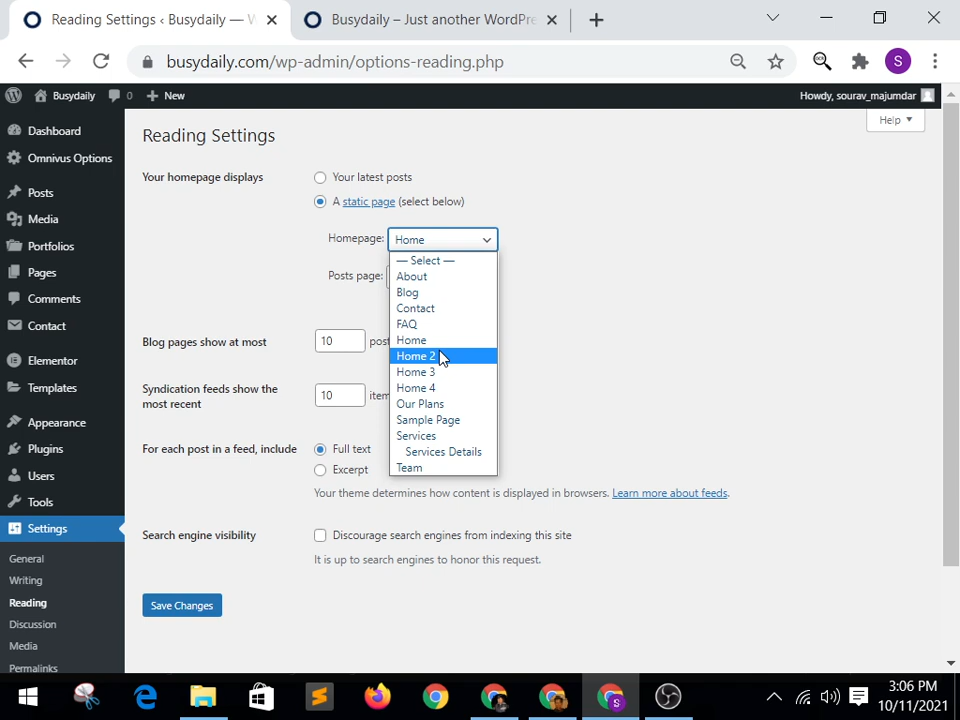 Reading Settings ‹ Busydaily — W
Busydaily – Just another WordPre
busydaily.com/wp-admin/options-reading.php
S
Busydaily
0
New
Howdy, sourav_majumdar
Help
Dashboard
Omnivus Options
Posts
Media
Portfolios
Pages
Comments
Contact
Elementor
Templates
Appearance
Plugins
Users
Tools
Settings
General
Writing
Reading
Discussion
Media
Permalinks
Reading Settings
Your homepage displays
Your latest posts
A static page (select below)
Homepage: Home
— Select —
About
Blog
Contact
FAQ
Home
Home 2
Home 3
Home 4
Our Plans
Sample Page
Services
Services Details
Team
Posts page:
Blog pages show at most
10 post
Syndication feeds show the
most recent
10 item
For each post in a feed, include
Full text
Excerpt
Your theme determines how content is displayed in browsers. Learn more about feeds.
Search engine visibility
Discourage search engines from indexing this site
It is up to search engines to honor this request.
Save Changes
3:06 PM
10/11/2021